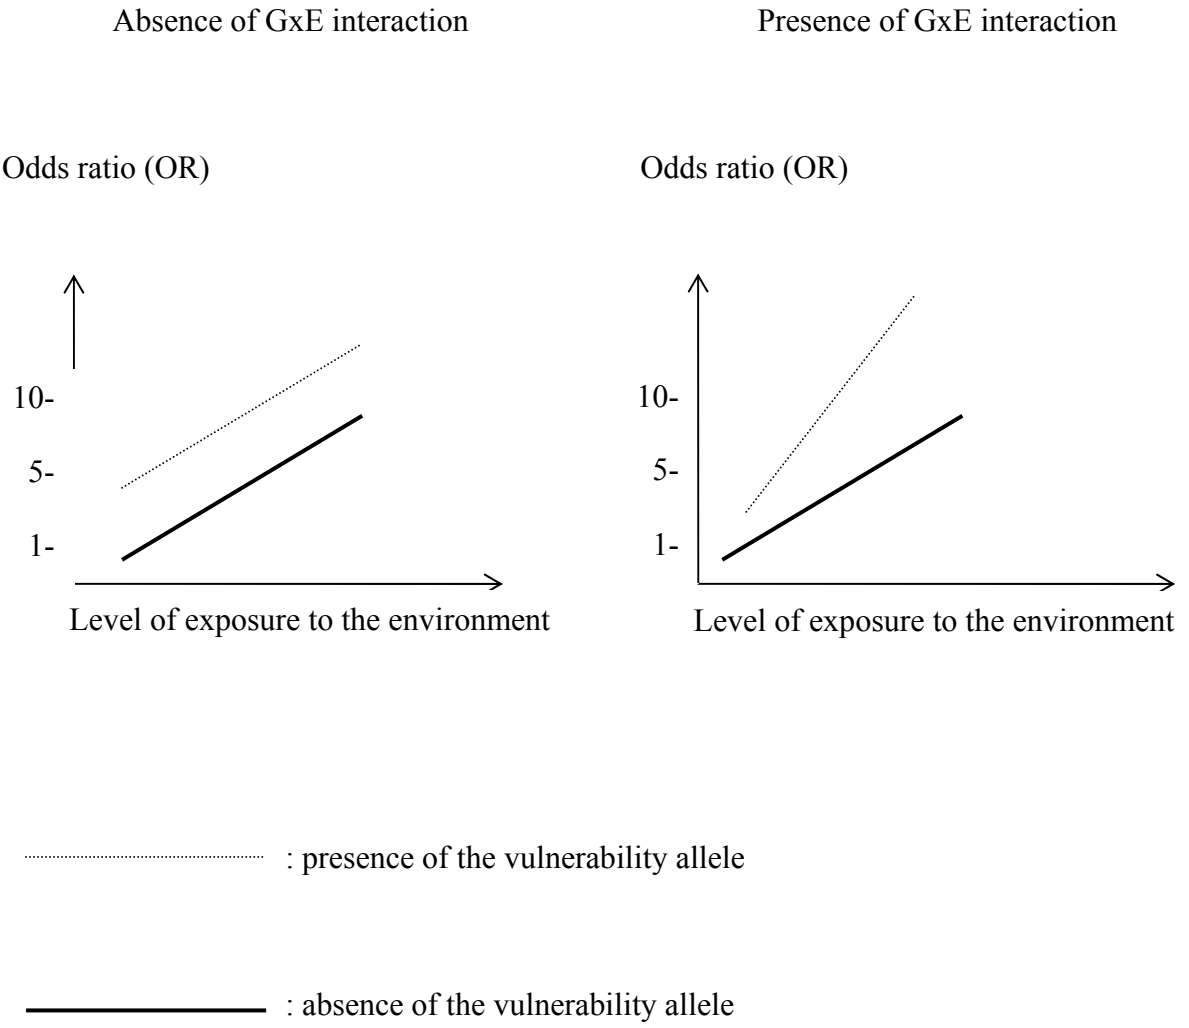 Absence of GxE interaction
Presence of GxE interaction
Odds ratio (OR)
Odds ratio (OR)
10-
5-
1-
Level of exposure to the environment
10-
5-
1-
Level of exposure to the environment
: presence of the vulnerability allele
: absence of the vulnerability allele